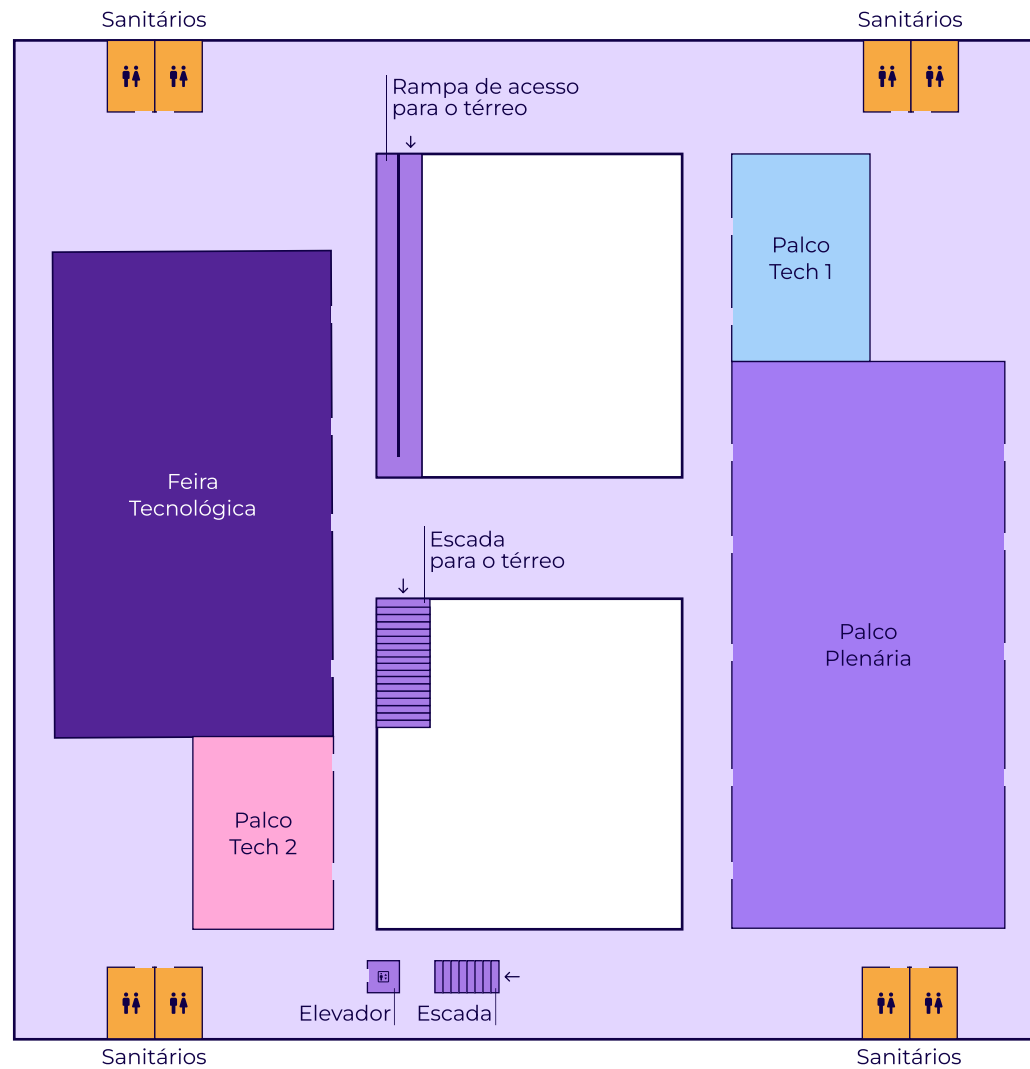 Sanitários
Sanitários
Rampa de acesso
para o térreo
Palco
Tech 1
Feira
Tecnológica
Escada
para o térreo
Palco
Plenária
Palco
Tech 2
Elevador
Escada
Sanitários
Sanitários